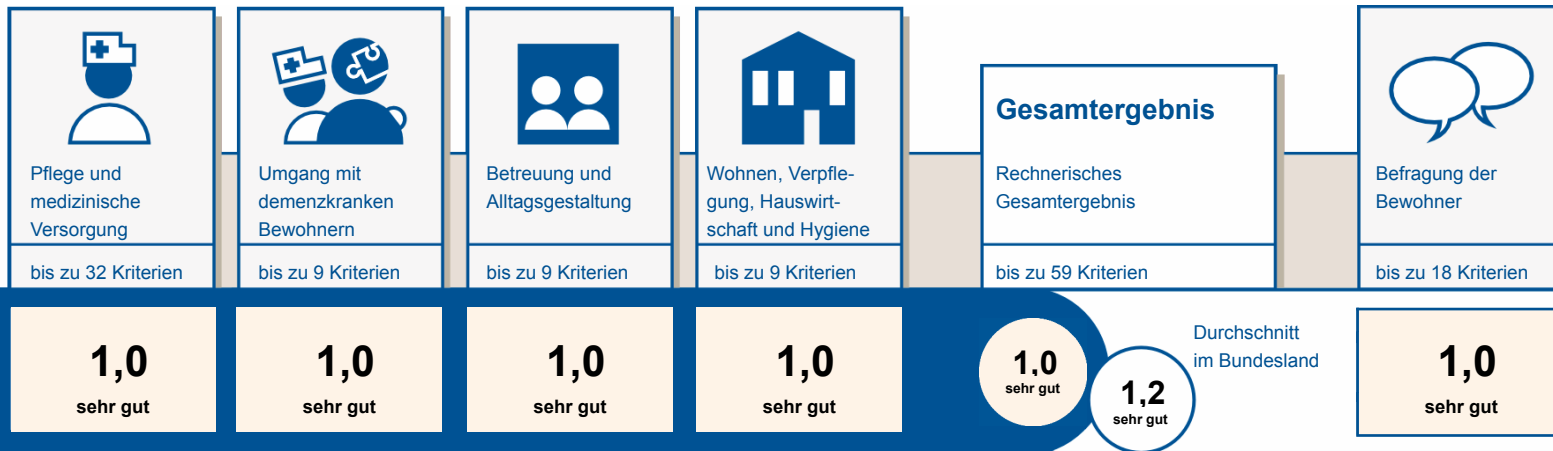 Pflege und
medizinische
Versorgung
bis zu 32 Kriterien
1,0
sehr gut
Umgang mit
demenzkranken
Bewohnern
bis zu 9 Kriterien
1,0
sehr gut
Betreuung und
Alltagsgestaltung
bis zu 9 Kriterien
1,0
sehr gut
Wohnen, Verpfle-
gung, Hauswirt-
schaft und Hygiene
bis zu 9 Kriterien
1,0
sehr gut
Gesamtergebnis
Rechnerisches
Gesamtergebnis
bis zu 59 Kriterien
1,0
sehr gut
Durchschnitt
im Bundesland
1,2
sehr gut
Befragung der
Bewohner
bis zu 18 Kriterien
1,0
sehr gut